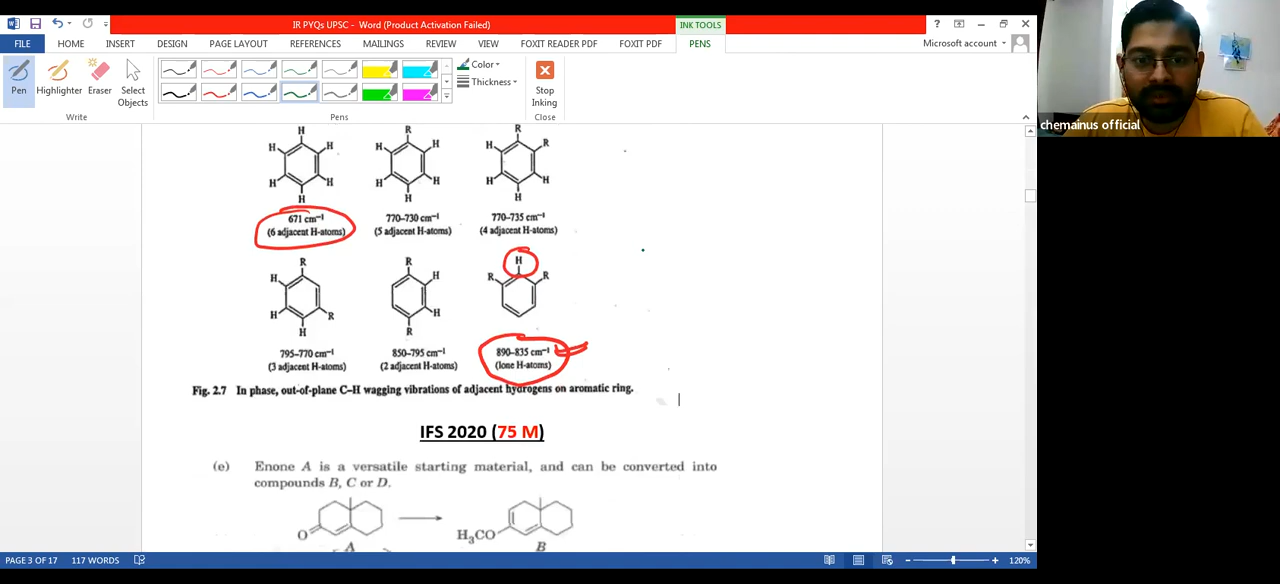 IR PYQs UPSC - Word (Product Activation Failed)
INK TOOLS
FILE HOME INSERT DESIGN PAGE LAYOUT REFERENCES MAILINGS REVIEW VIEW FOXIT READER PDF FOXIT PDF PENS
Microsoft account
Pen Highlighter Eraser Select Objects
Color
Thickness
Stop Inking
Write Pens Close
chemainus official
H R R
H H H H H R
H H H H H H
H H H
671 cm⁻¹ 770–730 cm⁻¹ 770–735 cm⁻¹
(6 adjacent H-atoms) (5 adjacent H-atoms) (4 adjacent H-atoms)
R R H
H H R R
H R H
H R
795–770 cm⁻¹ 850–795 cm⁻¹ 890–835 cm⁻¹
(3 adjacent H-atoms) (2 adjacent H-atoms) (lone H-atoms)
Fig. 2.7 In phase, out-of-plane C–H wagging vibrations of adjacent hydrogens on aromatic ring.
IFS 2020 (75 M)
(e) Enone A is a versatile starting material, and can be converted into
compounds B, C or D.
O H₃CO
A B
PAGE 3 OF 17 117 WORDS 120%